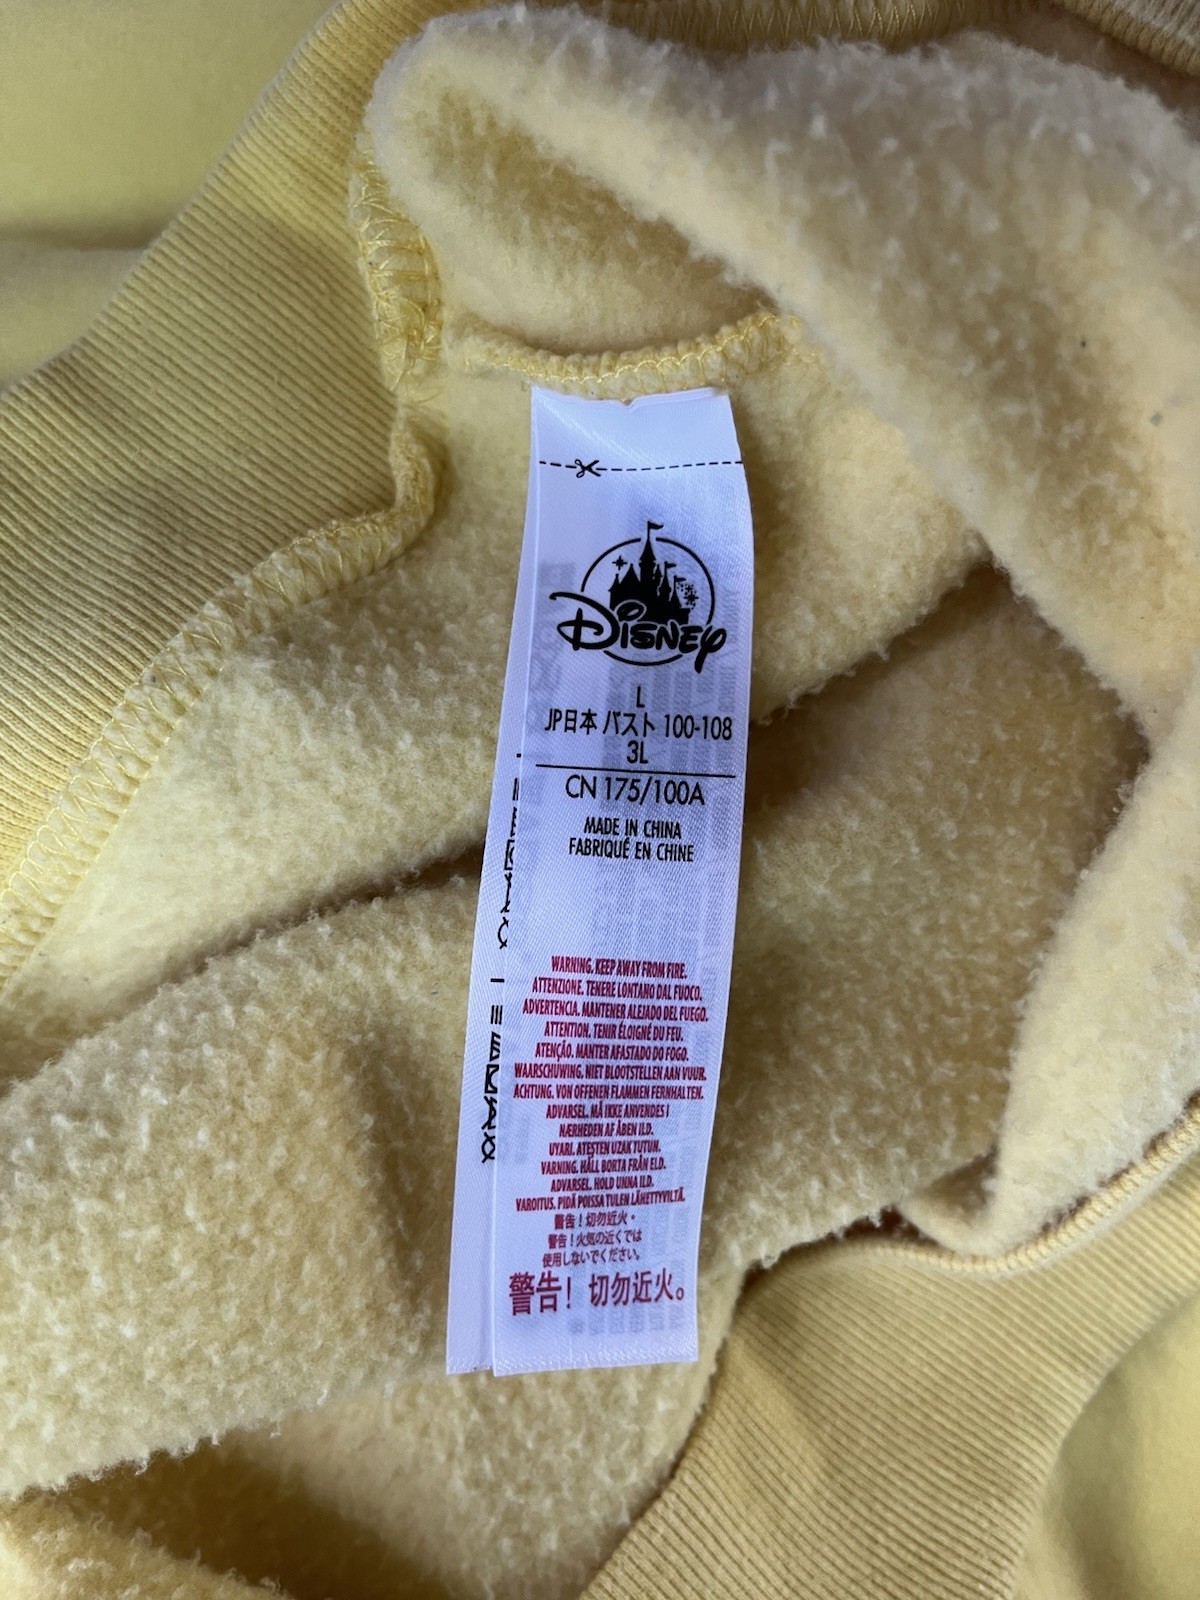 DISNEY
L
JP日本 バスト 100-108
3L
CN 175/100A
MADE IN CHINA
FABRIQUÉ EN CHINE
WARNING. KEEP AWAY FROM FIRE.
ATTENZIONE. TENERE LONTANO DAL FUOCO.
ADVERTENCIA. MANTENER ALEJADO DEL FUEGO.
ATTENTION. TENIR ÉLOIGNÉ DU FEU.
ATENÇÃO. MANTER AFASTADO DO FOGO.
WAARSCHUWING. NIET BLOOTSTELLEN AAN VUUR.
ACHTUNG. VON OFFENEN FLAMMEN FERNHALTEN.
ADVARSEL. MÅ IKKE ANVENDES I
NÆRHEDEN AF ÅBEN ILD.
UYARI. ATEŞTEN UZAK TUTUN.
VARNING. HÅLL BORTA FRÅN ELD.
ADVARSEL. HOLD UNNA ILD.
VAROITUS. PIDÄ POISSA TULEN LÄHETTYVILTÄ.
警告！切勿近火。
警告！火気の近くでは
使用しないでください。
警告！切勿近火。